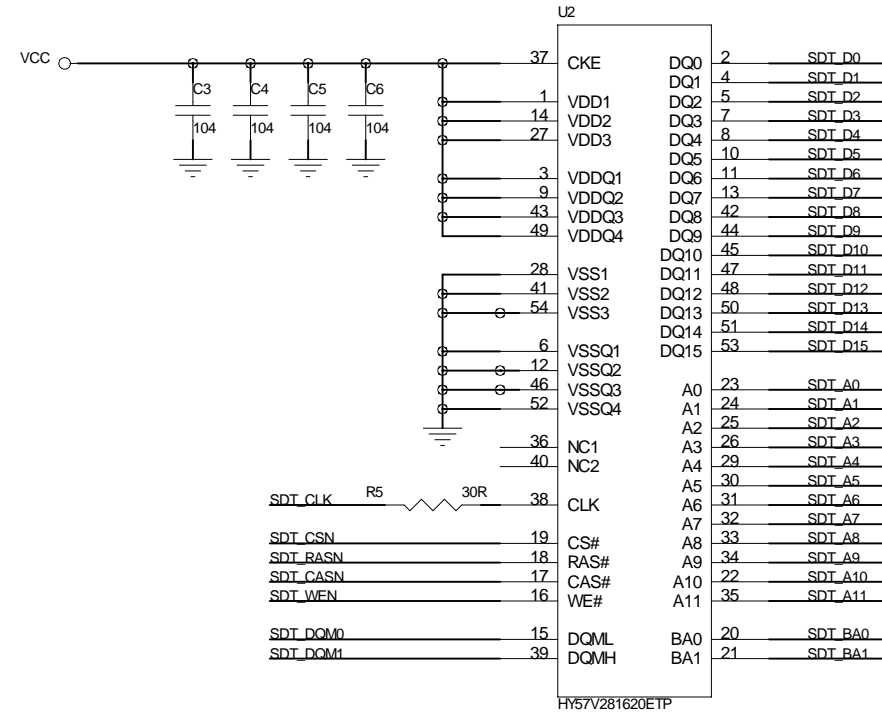 U2
VCC
C3 C4 C5 C6
104 104 104 104
37 CKE DQ0 2 SDT_D0
DQ1 4 SDT_D1
1 VDD1 DQ2 5 SDT_D2
14 VDD2 DQ3 7 SDT_D3
27 VDD3 DQ4 8 SDT_D4
DQ5 10 SDT_D5
3 VDDQ1 DQ6 11 SDT_D6
9 VDDQ2 DQ7 13 SDT_D7
43 VDDQ3 DQ8 42 SDT_D8
49 VDDQ4 DQ9 44 SDT_D9
DQ10 45 SDT_D10
28 VSS1 DQ11 47 SDT_D11
41 VSS2 DQ12 48 SDT_D12
54 VSS3 DQ13 50 SDT_D13
DQ14 51 SDT_D14
6 VSSQ1 DQ15 53 SDT_D15
12 VSSQ2
46 VSSQ3 A0 23 SDT_A0
52 VSSQ4 A1 24 SDT_A1
A2 25 SDT_A2
36 NC1 A3 26 SDT_A3
40 NC2 A4 29 SDT_A4
A5 30 SDT_A5
SDT_CLK R5 30R 38 CLK A6 31 SDT_A6
A7 32 SDT_A7
SDT_CSN 19 CS# A8 33 SDT_A8
SDT_RASN 18 RAS# A9 34 SDT_A9
SDT_CASN 17 CAS# A10 22 SDT_A10
SDT_WEN 16 WE# A11 35 SDT_A11
SDT_DQM0 15 DQML BA0 20 SDT_BA0
SDT_DQM1 39 DQMH BA1 21 SDT_BA1
HY57V281620ETP